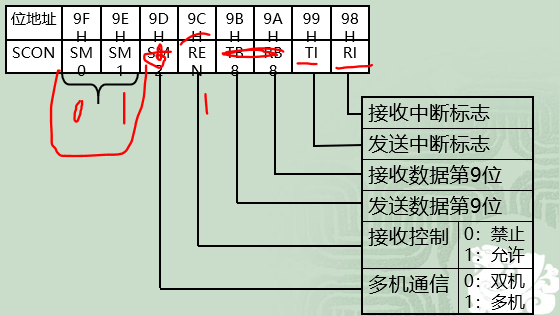 位地址 9FH 9EH 9DH 9CH 9BH 9AH 99H 98H
SCON SM0 SM1 SM2 REN TB8 RB8 TI RI
0 1 1
接收中断标志
发送中断标志
接收数据第9位
发送数据第9位
接收控制 0：禁止
1：允许
多机通信 0：双机
1：多机